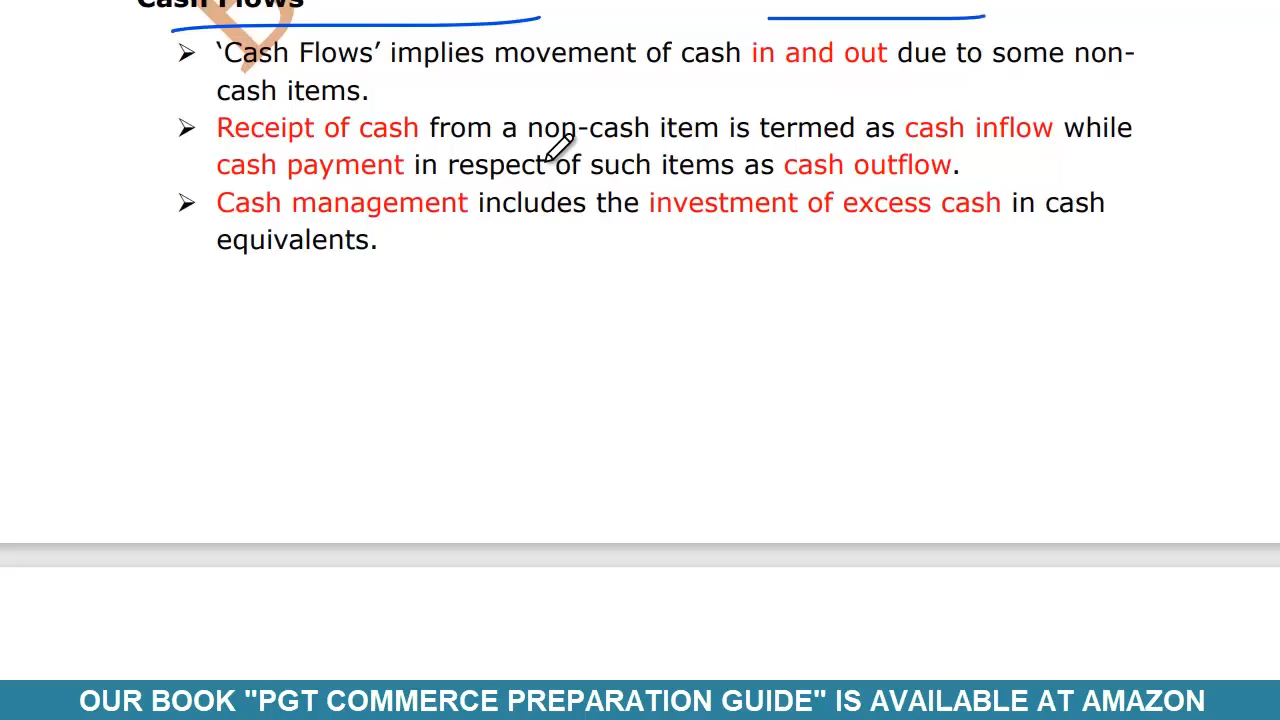 Cash Flows
➢ ‘Cash Flows’ implies movement of cash in and out due to some non-
cash items.
➢ Receipt of cash from a non-cash item is termed as cash inflow while
cash payment in respect of such items as cash outflow.
➢ Cash management includes the investment of excess cash in cash
equivalents.
OUR BOOK "PGT COMMERCE PREPARATION GUIDE" IS AVAILABLE AT AMAZON